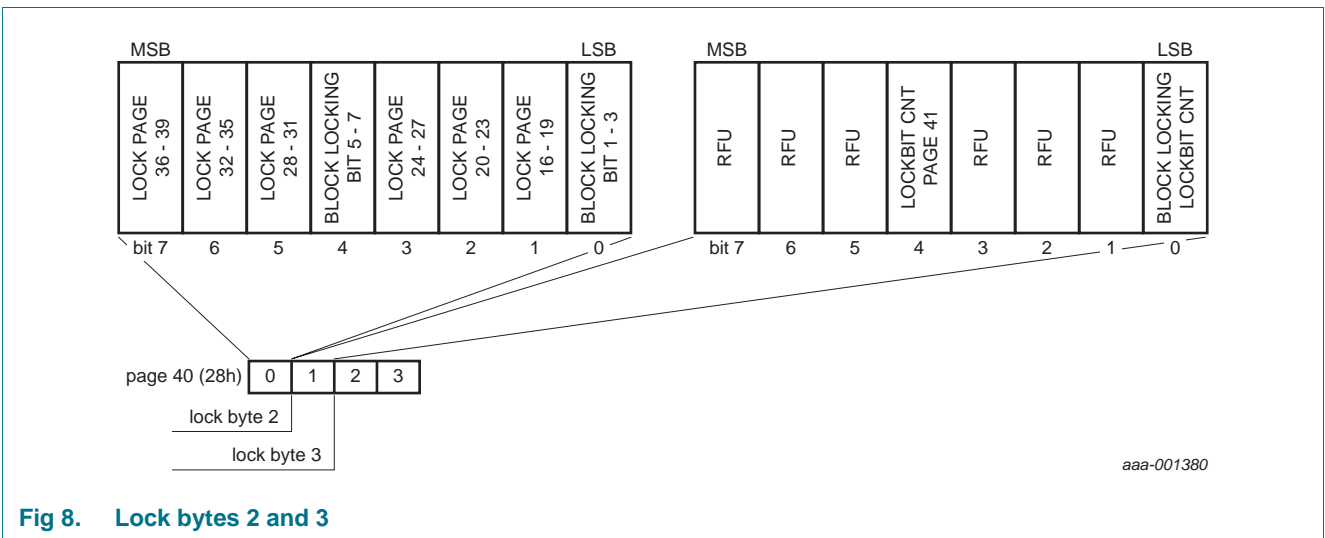 MSB LSB MSB LSB
LOCK PAGE
36 - 39
LOCK PAGE
32 - 35
LOCK PAGE
28 - 31
BLOCK LOCKING
BIT 5 - 7
LOCK PAGE
24 - 27
LOCK PAGE
20 - 23
LOCK PAGE
16 - 19
BLOCK LOCKING
BIT 1 - 3
RFU
RFU
RFU
LOCKBIT CNT
PAGE 41
RFU
RFU
RFU
BLOCK LOCKING
LOCKBIT CNT
bit 7 6 5 4 3 2 1 0 bit 7 6 5 4 3 2 1 0
page 40 (28h) 0 1 2 3
lock byte 2
lock byte 3
aaa-001380
Fig 8. Lock bytes 2 and 3